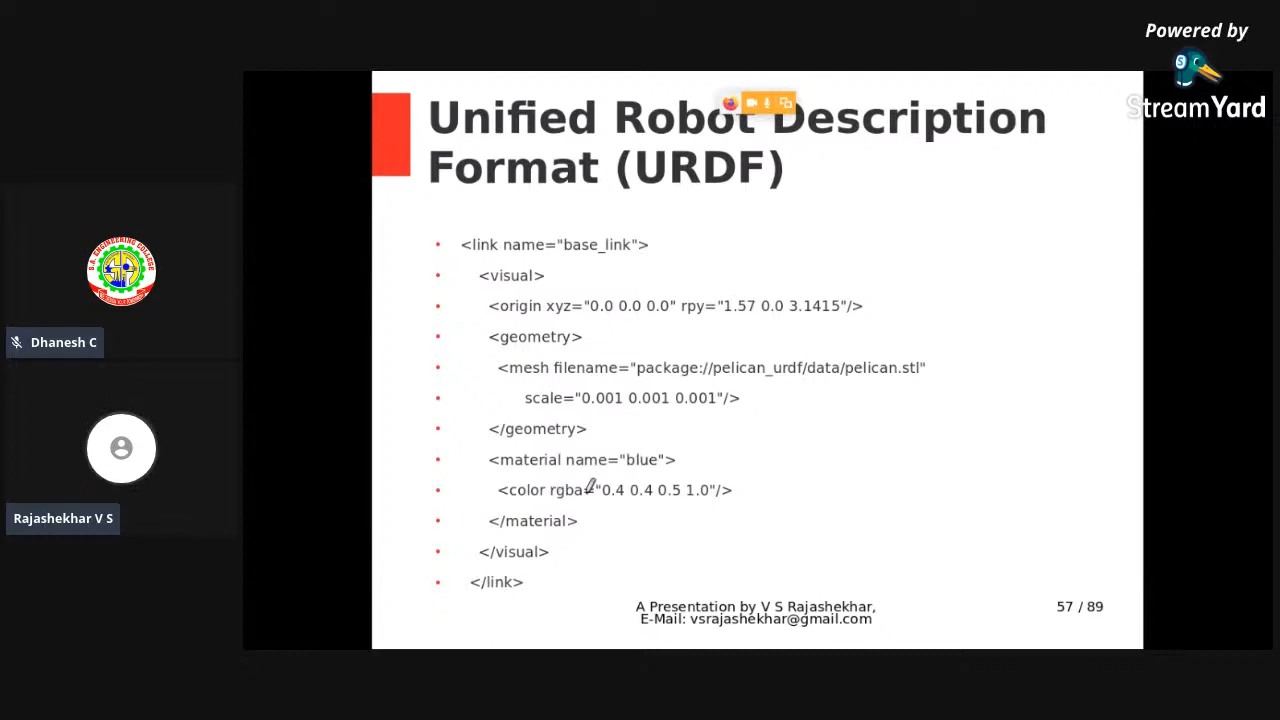 Powered by
StreamYard
Unified Robot Description
Format (URDF)
<link name="base_link">
<visual>
<origin xyz="0.0 0.0 0.0" rpy="1.57 0.0 3.1415"/>
<geometry>
<mesh filename="package://pelican_urdf/data/pelican.stl"
scale="0.001 0.001 0.001"/>
</geometry>
<material name="blue">
<color rgba="0.4 0.4 0.5 1.0"/>
</material>
</visual>
</link>
A Presentation by V S Rajashekhar,
E-Mail: vsrajashekhar@gmail.com
57 / 89
S.A. ENGINEERING COLLEGE
Dhanesh C
Rajashekhar V S